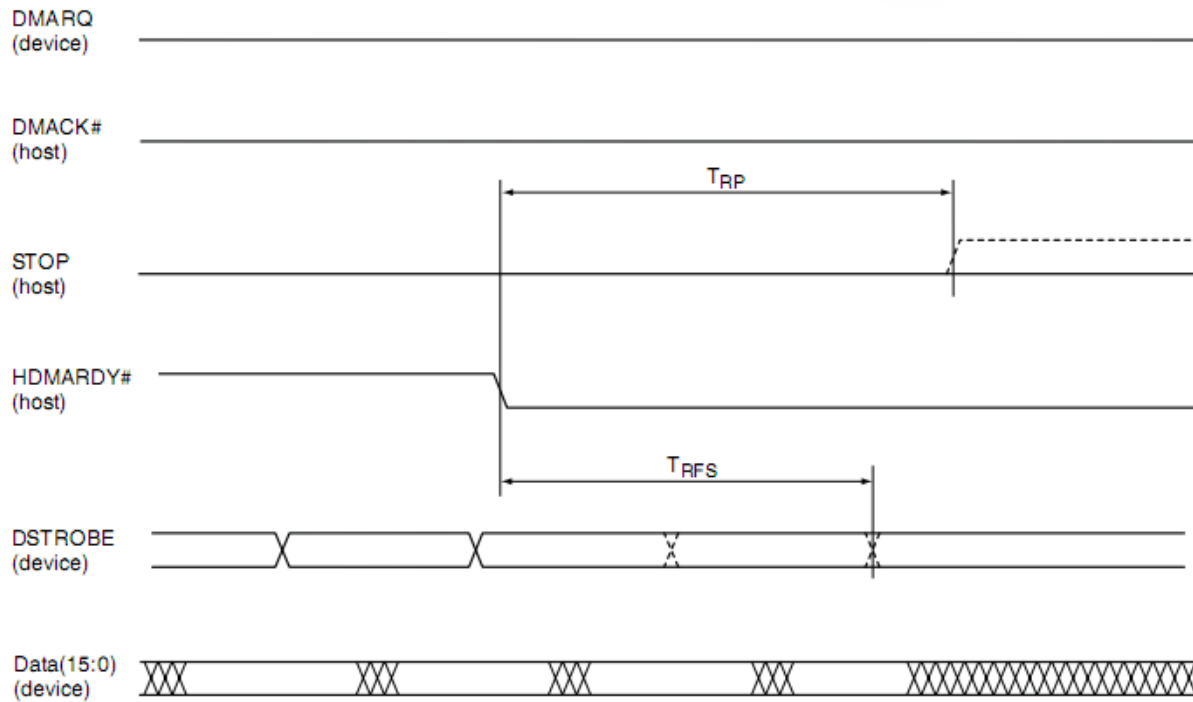 DMARQ
(device)
DMACK#
(host)
TRP
STOP
(host)
HDMARDY#
(host)
TRFS
DSTROBE
(device)
Data(15:0)
(device)